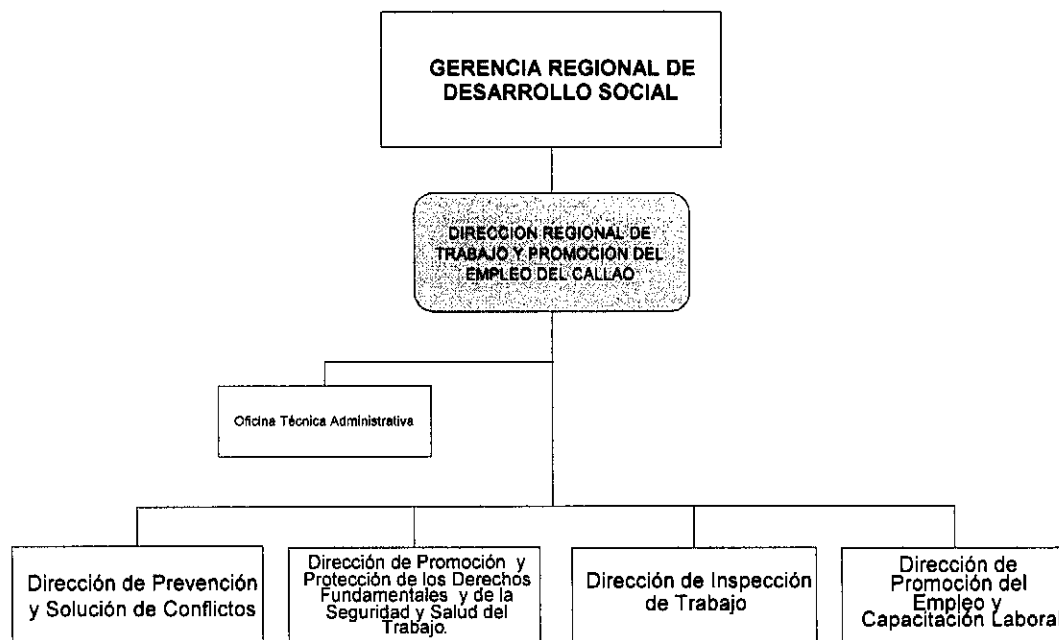 GERENCIA REGIONAL DE
DESARROLLO SOCIAL
DIRECCION REGIONAL DE
TRABAJO Y PROMOCION DEL
EMPLEO DEL CALLAO
Oficina Técnica Administrativa
Dirección de Prevención
y Solución de Conflictos
Dirección de Promoción y
Protección de los Derechos
Fundamentales y de la
Seguridad y Salud del
Trabajo.
Dirección de Inspección
de Trabajo
Dirección de
Promoción del
Empleo y
Capacitación Laboral